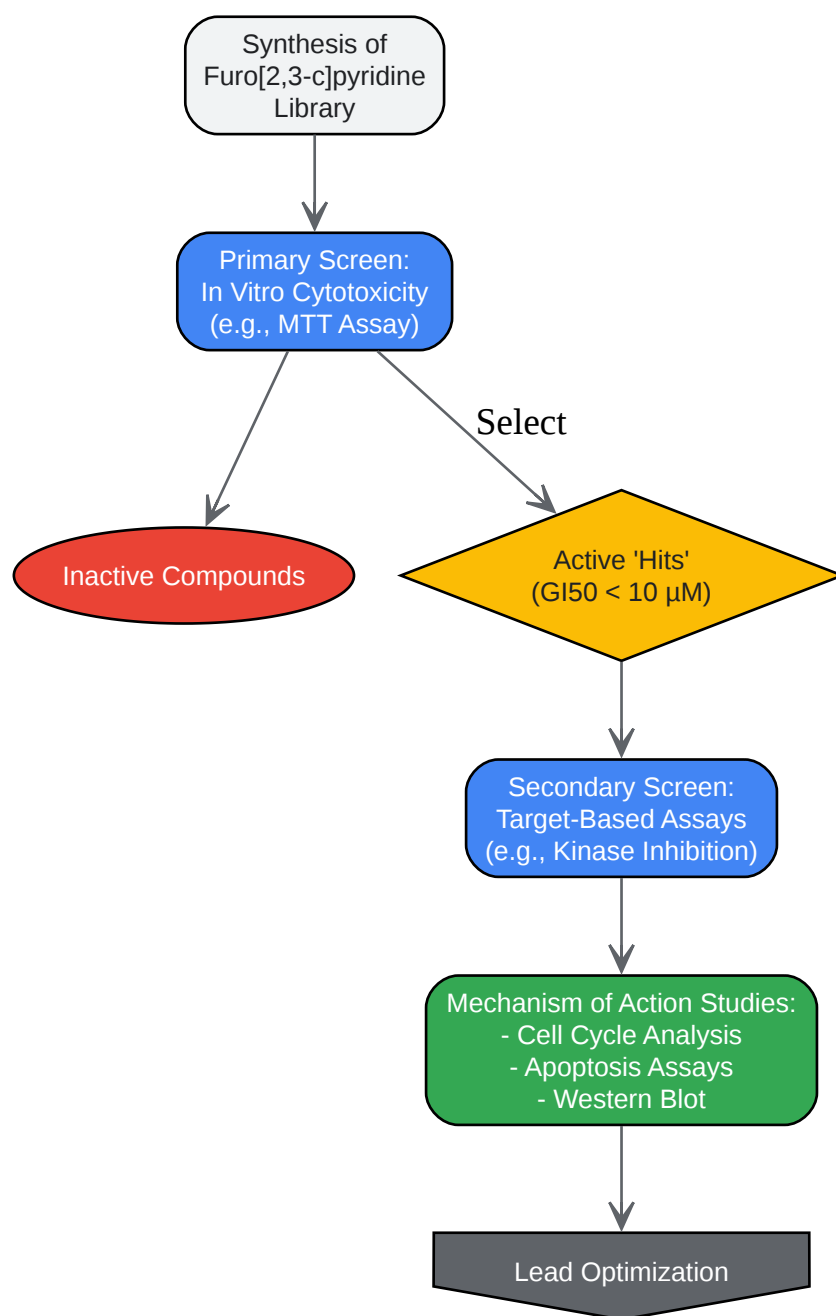 Synthesis of
Furo[2,3-c]pyridine
Library
Primary Screen:
In Vitro Cytotoxicity
(e.g., MTT Assay)
Select
Inactive Compounds
Active 'Hits'
(GI50 < 10 µM)
Secondary Screen:
Target-Based Assays
(e.g., Kinase Inhibition)
Mechanism of Action Studies:
- Cell Cycle Analysis
- Apoptosis Assays
- Western Blot
Lead Optimization